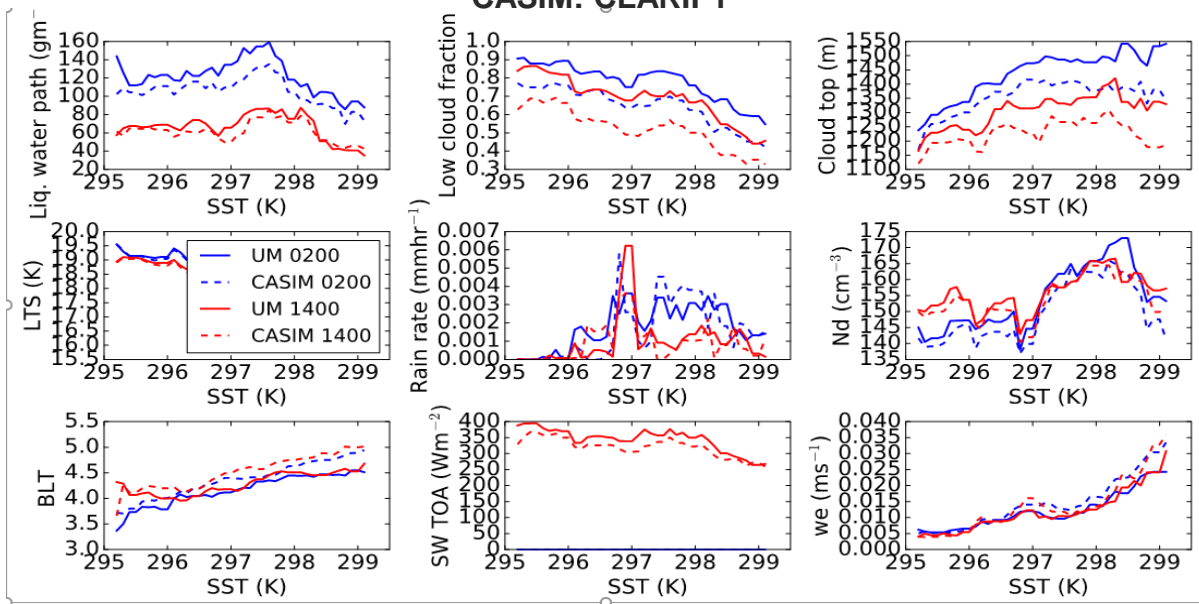 CASIM: CLARIFY
Liq. water path (gm⁻
160
140
120
100
80
60
40
20
295 296 297 298 299
SST (K)
Low cloud fraction
1.0
0.9
0.8
0.7
0.6
0.5
0.4
0.3
295 296 297 298 299
SST (K)
Cloud top (m)
1550
1500
1450
1400
1350
1300
1250
1200
1150
1100
295 296 297 298 299
SST (K)
LTS (K)
20.0
19.5
19.0
18.5
18.0
17.5
17.0
16.5
16.0
15.5
295 296 297 298 299
SST (K)
UM 0200
CASIM 0200
UM 1400
CASIM 1400
Rain rate (mmhr⁻¹)
0.007
0.006
0.005
0.004
0.003
0.002
0.001
0.000
295 296 297 298 299
SST (K)
Nd (cm⁻³)
175
170
165
160
155
150
145
140
135
295 296 297 298 299
SST (K)
BLT
5.5
5.0
4.5
4.0
3.5
3.0
295 296 297 298 299
SST (K)
SW TOA (Wm⁻²)
400
350
300
250
200
150
100
50
0
295 296 297 298 299
SST (K)
we (ms⁻¹)
0.040
0.035
0.030
0.025
0.020
0.015
0.010
0.005
0.000
295 296 297 298 299
SST (K)